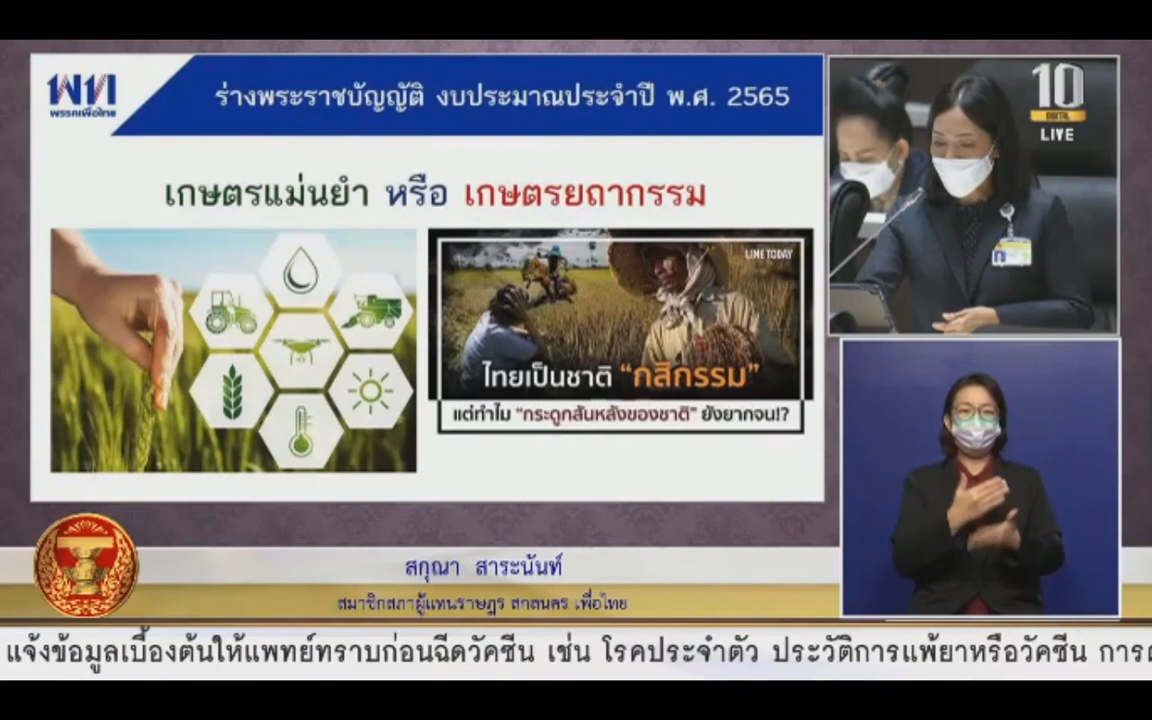 พท
พรรคเพื่อไทย
ร่างพระราชบัญญัติ งบประมาณประจำปี พ.ศ. 2565
10
DIGITAL
LIVE
เกษตรแม่นยำ หรือ เกษตรยถากรรม
LINE TODAY
ไทยเป็นชาติ “กสิกรรม”
แต่ทำไม “กระดูกสันหลังของชาติ” ยังยากจน!?
สกุณา สาระนันท์
สมาชิกสภาผู้แทนราษฎร สกลนคร เพื่อไทย
แจ้งข้อมูลเบื้องต้นให้แพทย์ทราบก่อนฉีดวัคซีน เช่น โรคประจำตัว ประวัติการแพ้ยาหรือวัคซีน การ